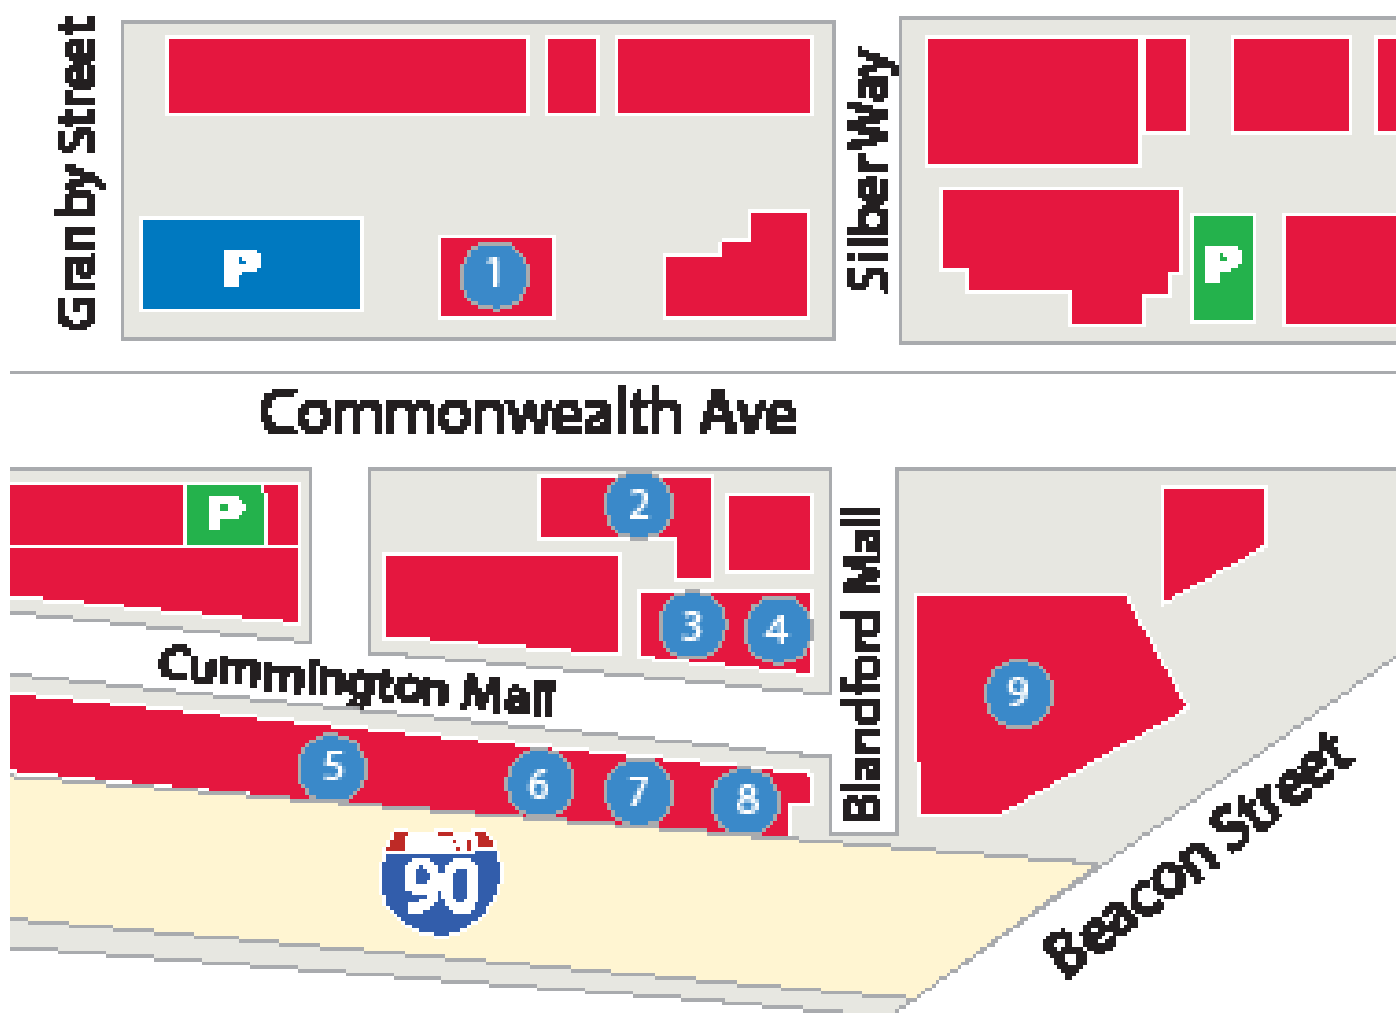 Granby Street
Silber Way
P
1
P
Commonwealth Ave
P
2
3
4
Blandford Mall
Cummington Mall
9
5
6
7
8
90
Beacon Street